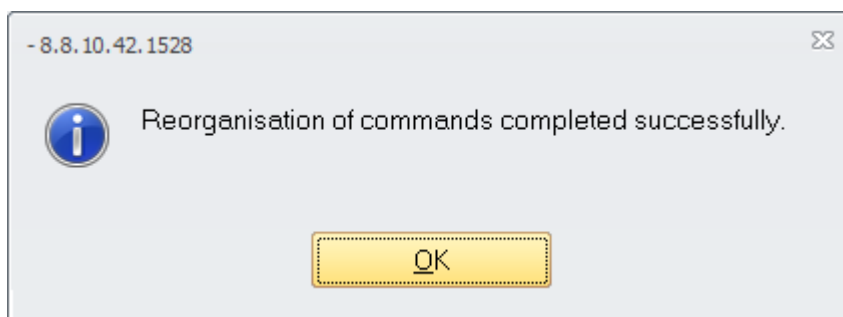 - 8.8.10.42.1528
Reorganisation of commands completed successfully.
OK